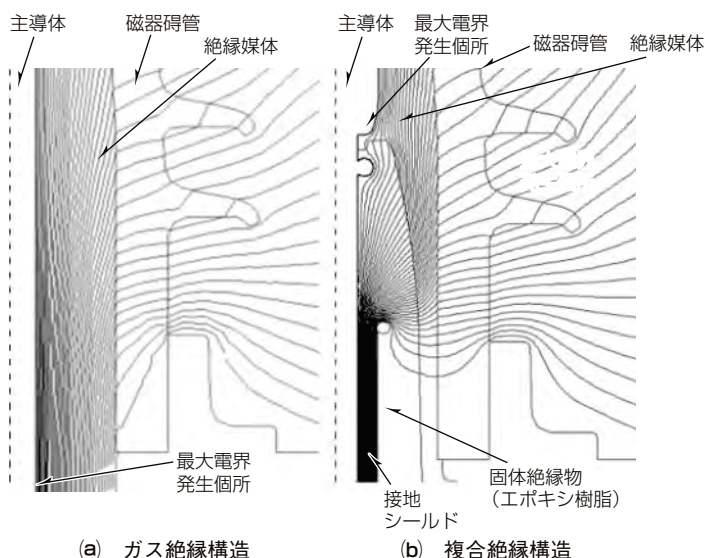 主導体
磁器碍管
絶縁媒体
最大電界
発生個所
(a) ガス絶縁構造
主導体
最大電界
発生個所
磁器碍管
絶縁媒体
固体絶縁物
(エポキシ樹脂)
接地
シールド
(b) 複合絶縁構造